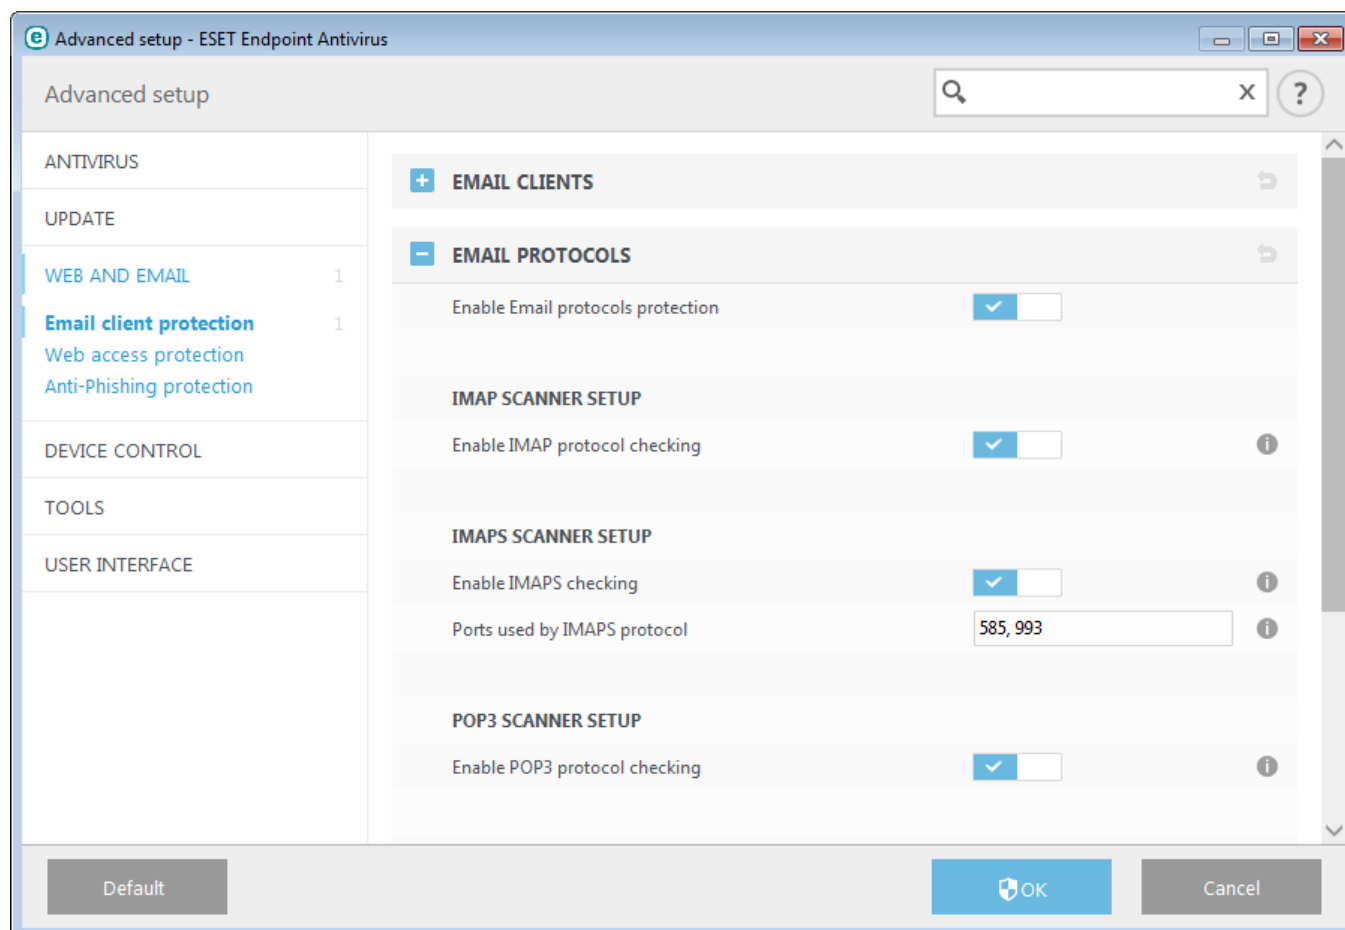 Advanced setup - ESET Endpoint Antivirus
Advanced setup
x
?
ANTIVIRUS
UPDATE
WEB AND EMAIL 1
Email client protection 1
Web access protection
Anti-Phishing protection
DEVICE CONTROL
TOOLS
USER INTERFACE
EMAIL CLIENTS
EMAIL PROTOCOLS
Enable Email protocols protection
IMAP SCANNER SETUP
Enable IMAP protocol checking
IMAPS SCANNER SETUP
Enable IMAPS checking
Ports used by IMAPS protocol 585, 993
POP3 SCANNER SETUP
Enable POP3 protocol checking
Default
OK
Cancel